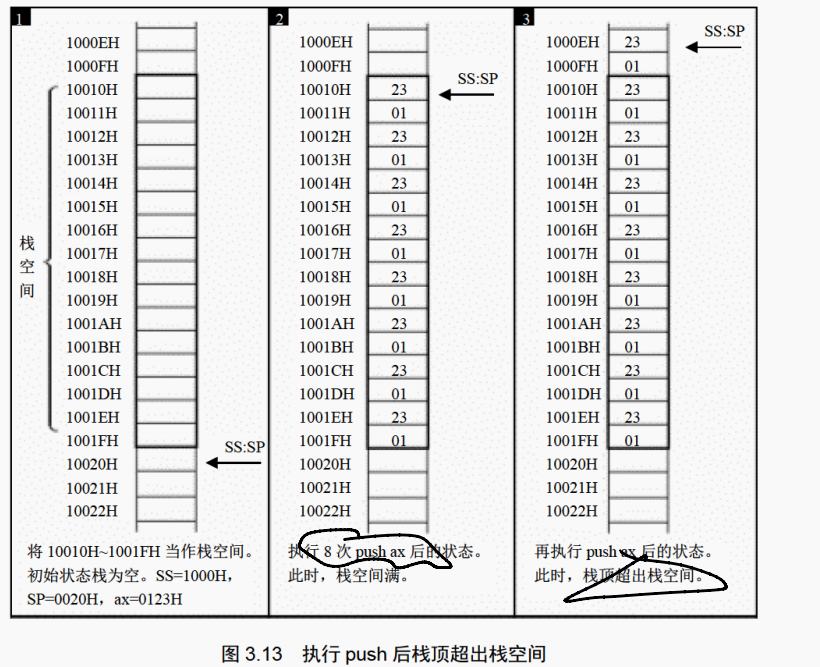 1
1000EH
1000FH
10010H
10011H
10012H
10013H
10014H
10015H
10016H
10017H
10018H
10019H
1001AH
1001BH
1001CH
1001DH
1001EH
1001FH
10020H
10021H
10022H
栈
空
间
SS:SP
将 10010H~1001FH 当作栈空间。
初始状态栈为空。SS=1000H，
SP=0020H，ax=0123H
2
1000EH
1000FH
10010H 23
10011H 01
10012H 23
10013H 01
10014H 23
10015H 01
10016H 23
10017H 01
10018H 23
10019H 01
1001AH 23
1001BH 01
1001CH 23
1001DH 01
1001EH 23
1001FH 01
10020H
10021H
10022H
SS:SP
执行 8 次 push ax 后的状态。
此时，栈空间满。
3
1000EH 23
1000FH 01
10010H 23
10011H 01
10012H 23
10013H 01
10014H 23
10015H 01
10016H 23
10017H 01
10018H 23
10019H 01
1001AH 23
1001BH 01
1001CH 23
1001DH 01
1001EH 23
1001FH 01
10020H
10021H
10022H
SS:SP
再执行 push ax 后的状态。
此时，栈顶超出栈空间。
图 3.13 执行 push 后栈顶超出栈空间